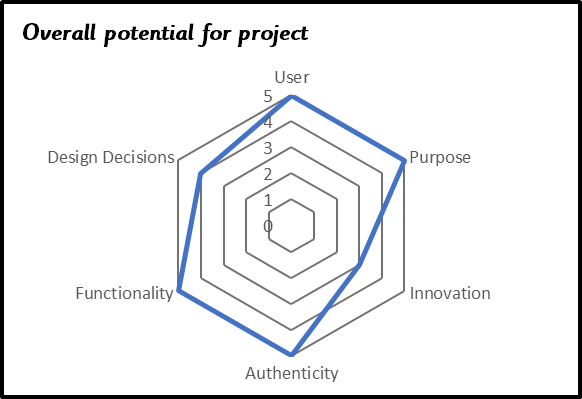 Overall potential for project
User
5
4
3
2
1
0
Design Decisions
Purpose
Functionality
Innovation
Authenticity